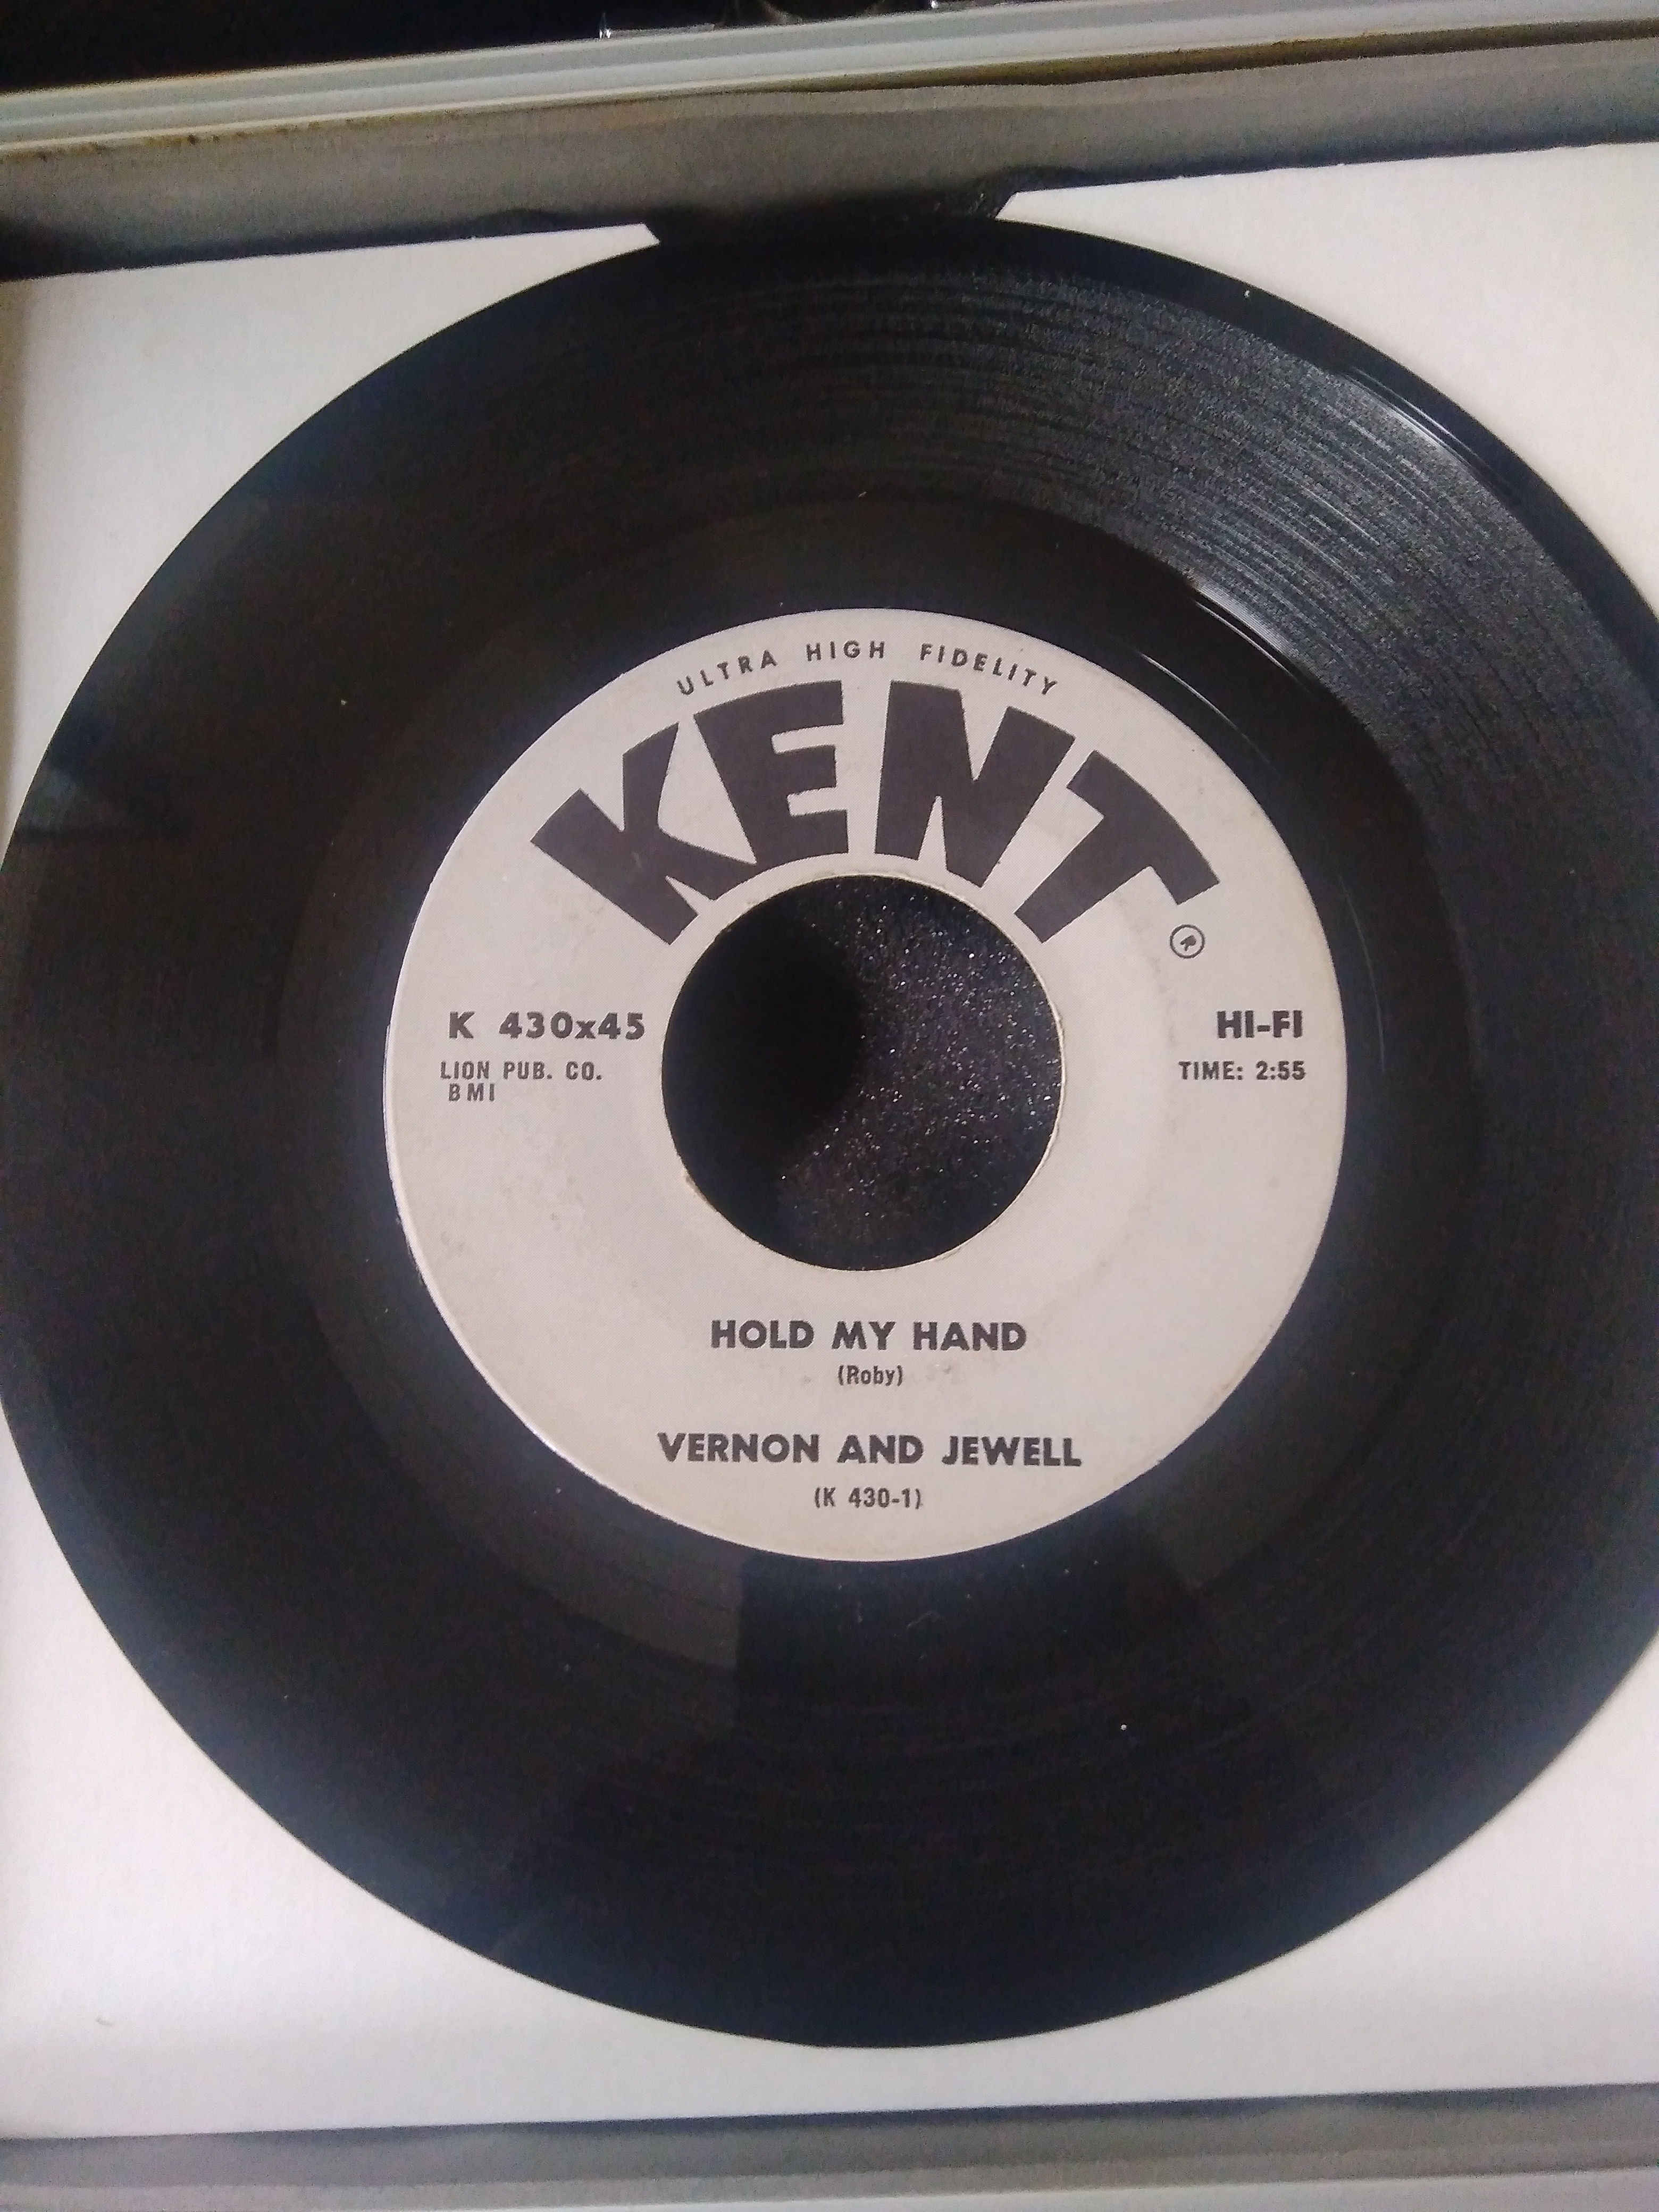 ULTRA HIGH FIDELITY
KENT
®
K 430x45
LION PUB. CO.
BMI
HI-FI
TIME: 2:55
HOLD MY HAND
(Roby)
VERNON AND JEWELL
(K 430-1)